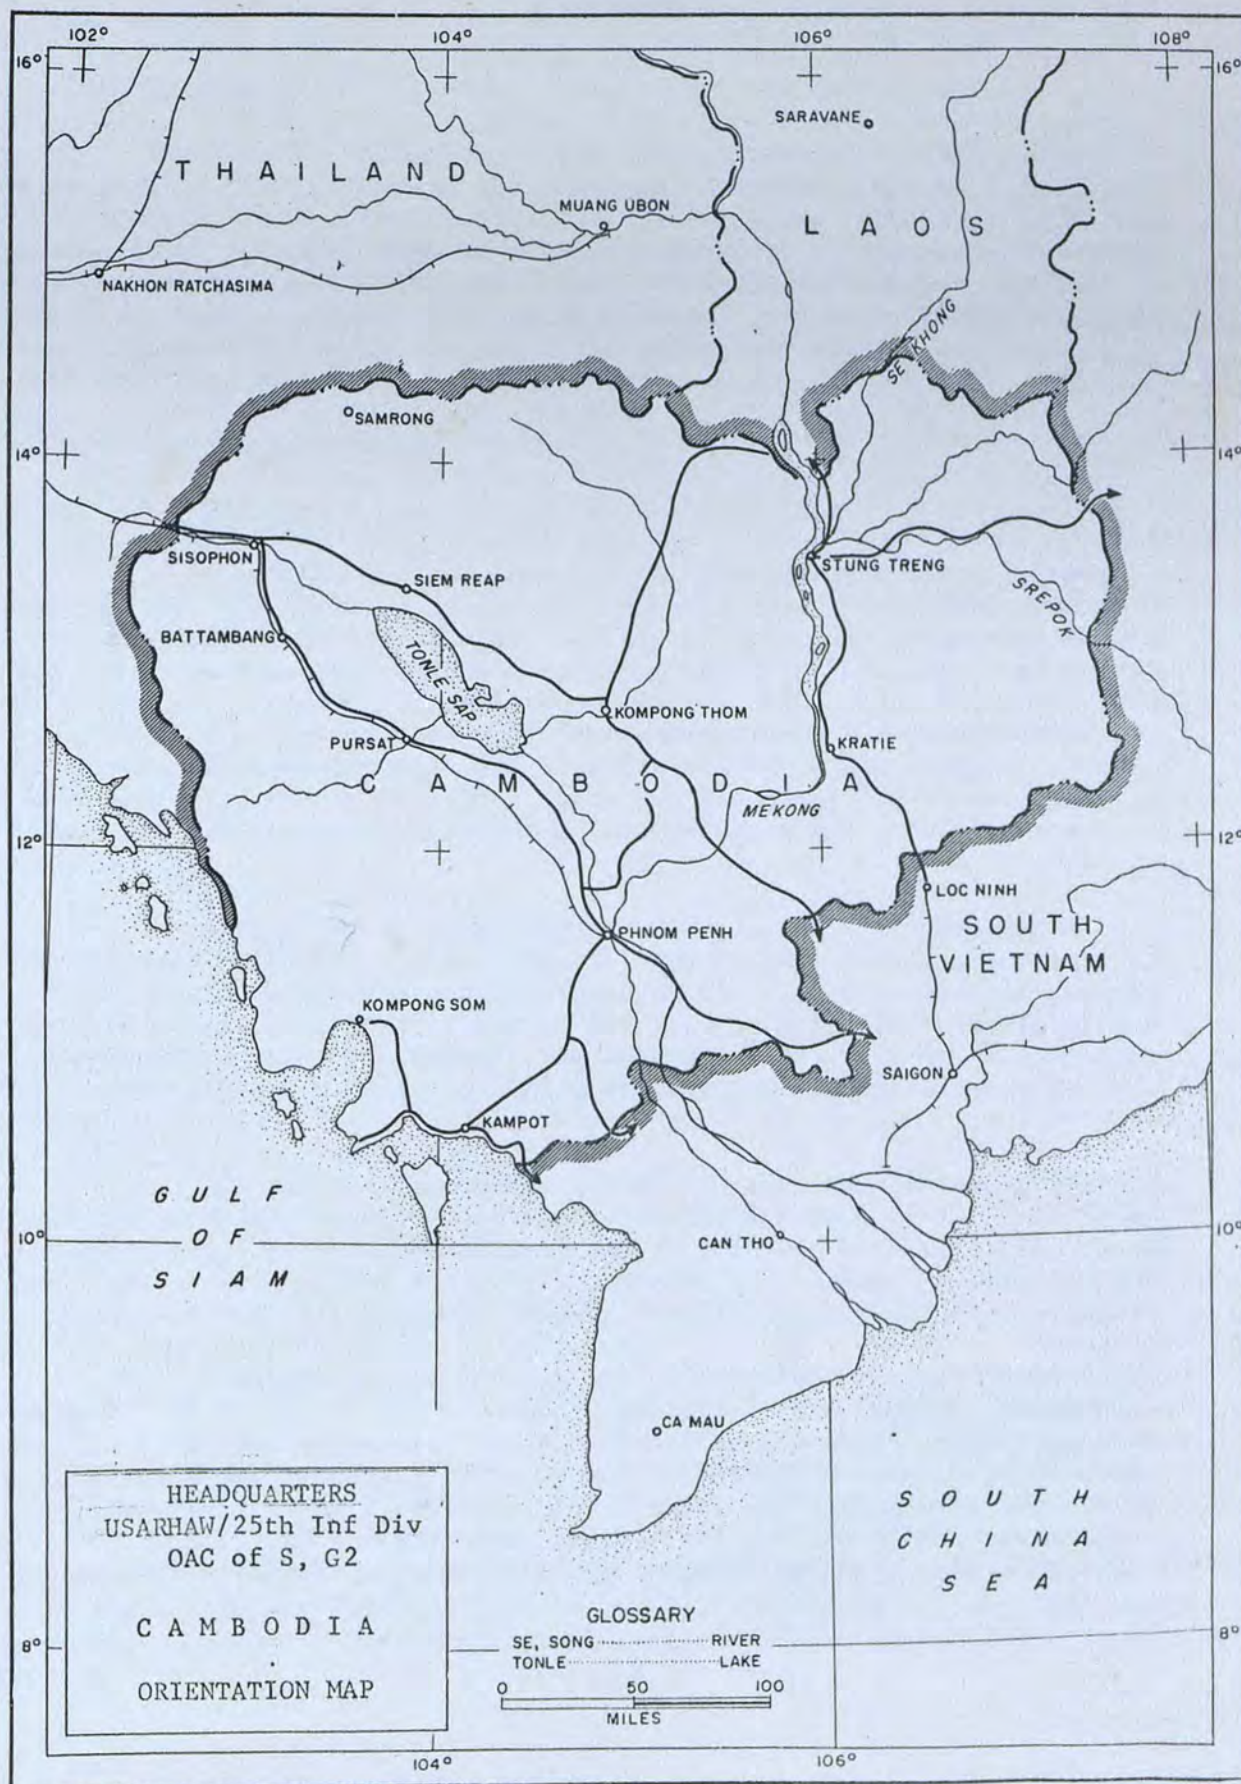 102° 104° 106° 108°
16° 16°
SARAVANE
THAILAND
MUANG UBON
LAOS
NAKHON RATCHASIMA
SE KHONG
SAMRONG
14° 14°
SISOPHON
STUNG TRENG
SIEM REAP
SREPOK
BATTAMBANG
TONLE SAP
KOMPONG THOM
PURSAT
KRATIE
CAMBODIA
MEKONG
12° 12°
LOC NINH
PHNOM PENH
SOUTH
VIETNAM
KOMPONG SOM
SAIGON
KAMPOT
GULF
OF
SIAM
10° 10°
CAN THO
CA MAU
SOUTH
CHINA
SEA
HEADQUARTERS
USARHAW/25th Inf Div
OAC of S, G2
CAMBODIA
ORIENTATION MAP
GLOSSARY
SE, SONG ............... RIVER
TONLE ............... LAKE
8° 8°
0 50 100
MILES
104° 106°